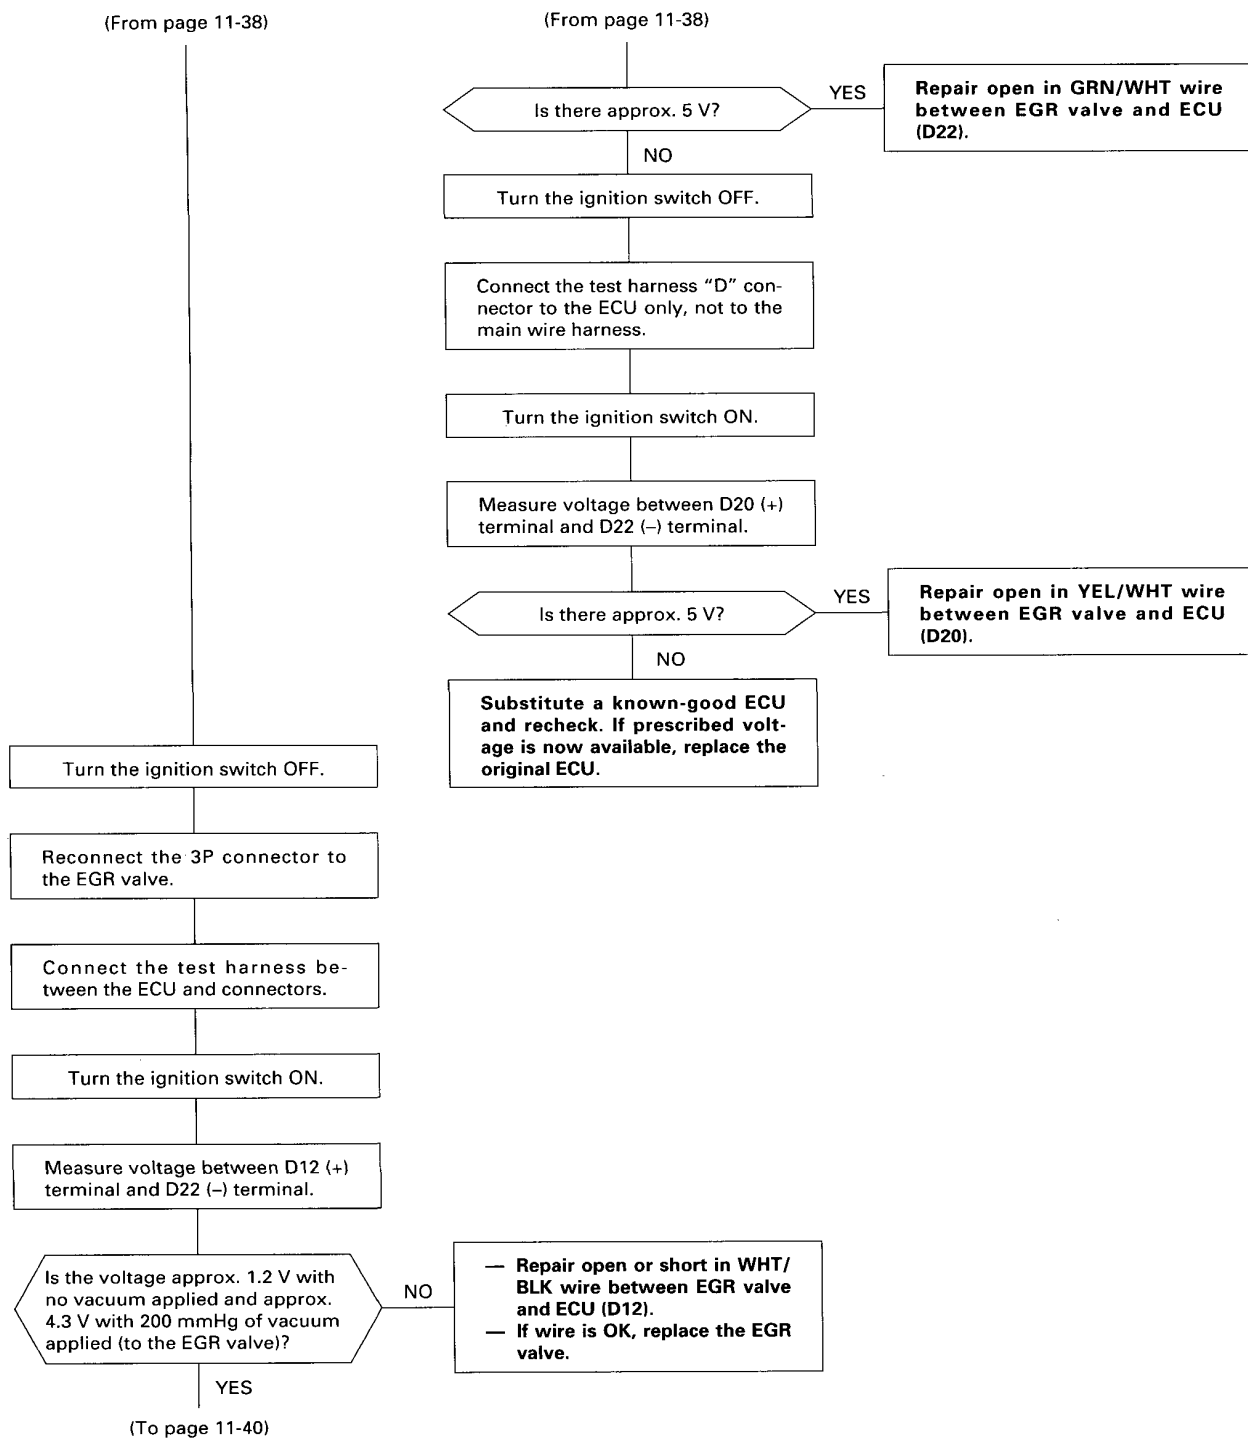 (From page 11-38)
(From page 11-38)
Is there approx. 5 V?
YES
Repair open in GRN/WHT wire
between EGR valve and ECU
(D22).
NO
Turn the ignition switch OFF.
Connect the test harness “D” con-
nector to the ECU only, not to the
main wire harness.
Turn the ignition switch ON.
Measure voltage between D20 (+)
terminal and D22 (–) terminal.
Is there approx. 5 V?
YES
Repair open in YEL/WHT wire
between EGR valve and ECU
(D20).
NO
Substitute a known-good ECU
and recheck. If prescribed volt-
age is now available, replace the
original ECU.
Turn the ignition switch OFF.
Reconnect the 3P connector to
the EGR valve.
Connect the test harness be-
tween the ECU and connectors.
Turn the ignition switch ON.
Measure voltage between D12 (+)
terminal and D22 (–) terminal.
Is the voltage approx. 1.2 V with
no vacuum applied and approx.
4.3 V with 200 mmHg of vacuum
applied (to the EGR valve)?
NO
— Repair open or short in WHT/
BLK wire between EGR valve
and ECU (D12).
— If wire is OK, replace the EGR
valve.
YES
(To page 11-40)